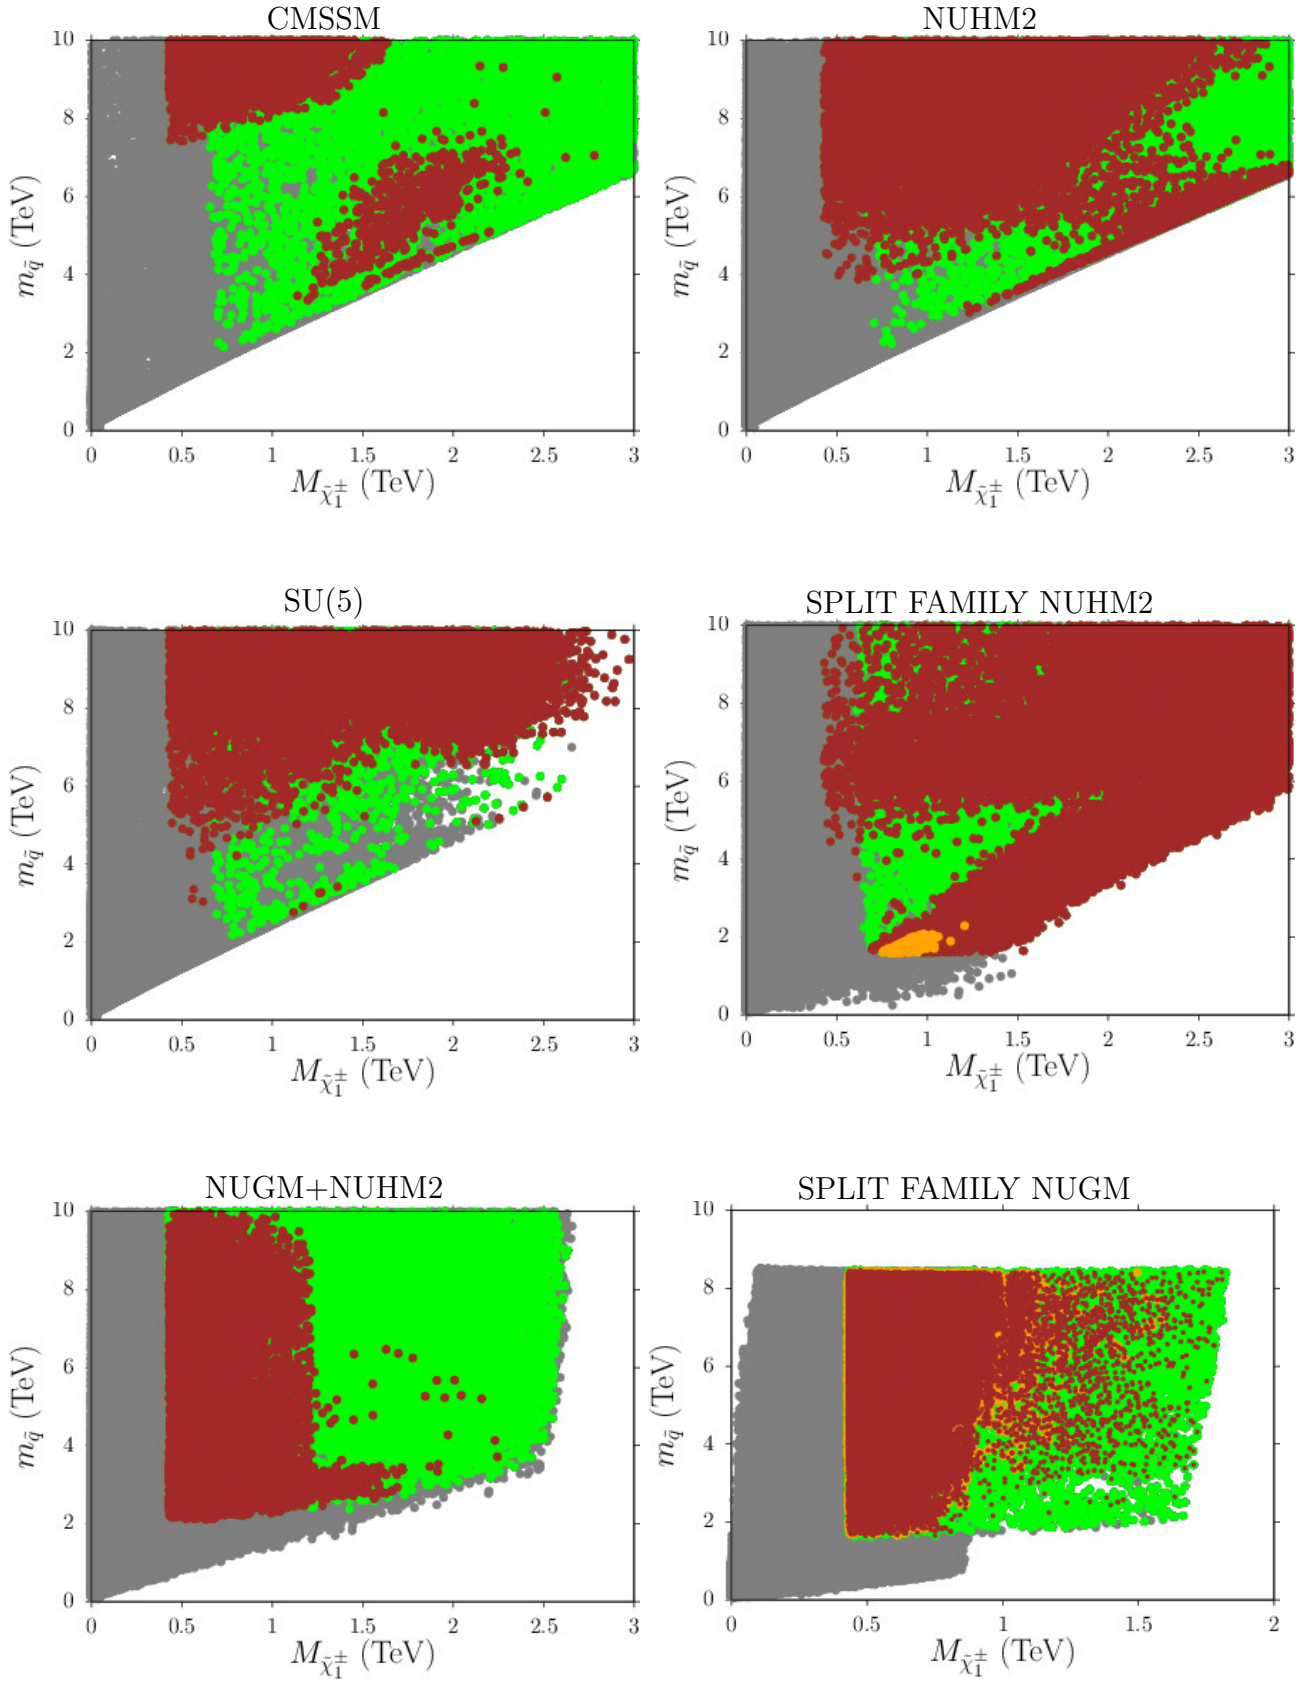 CMSSM
NUHM2
10
8
6
4
2
0
m_q̃ (TeV)
0 0.5 1 1.5 2 2.5 3
M_χ̃₁± (TeV)
10
8
6
4
2
0
m_q̃ (TeV)
0 0.5 1 1.5 2 2.5 3
M_χ̃₁± (TeV)
SU(5)
SPLIT FAMILY NUHM2
10
8
6
4
2
0
m_q̃ (TeV)
0 0.5 1 1.5 2 2.5 3
M_χ̃₁± (TeV)
10
8
6
4
2
0
m_q̃ (TeV)
0 0.5 1 1.5 2 2.5 3
M_χ̃₁± (TeV)
NUGM+NUHM2
SPLIT FAMILY NUGM
10
8
6
4
2
0
m_q̃ (TeV)
0 0.5 1 1.5 2 2.5 3
M_χ̃₁± (TeV)
10
8
6
4
2
0
m_q̃ (TeV)
0 0.5 1 1.5 2
M_χ̃₁± (TeV)